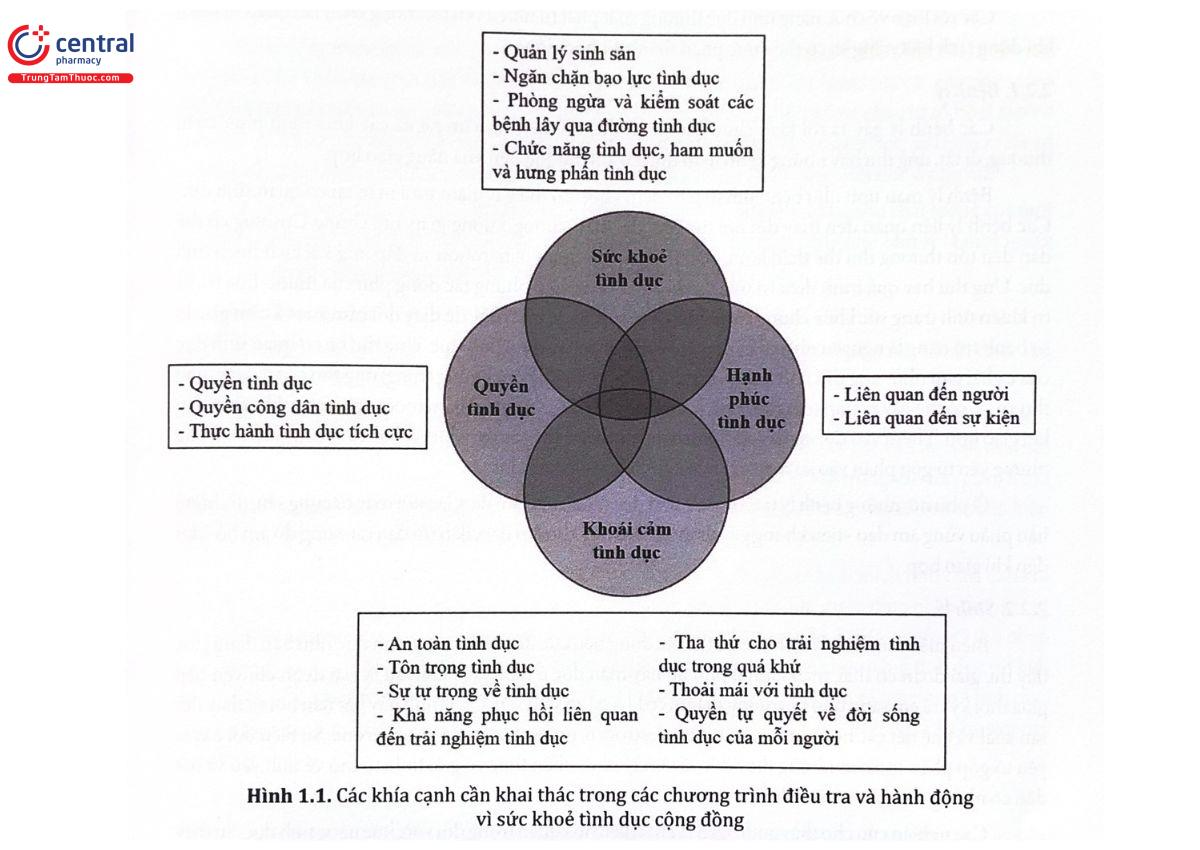 central
pharmacy
TrungTamThuoc.com
- Quản lý sinh sản
- Ngăn chặn bạo lực tình dục
- Phòng ngừa và kiểm soát các
bệnh lây qua đường tình dục
- Chức năng tình dục, ham muốn
và hưng phấn tình dục
Sức khoẻ
tình dục
- Quyền tình dục
- Quyền công dân tình dục
- Thực hành tình dục tích cực
Quyền
tình dục
Hạnh
phúc
tình dục
- Liên quan đến người
- Liên quan đến sự kiện
Khoái cảm
tình dục
- An toàn tình dục
- Tôn trọng tình dục
- Sự tự trọng về tình dục
- Khả năng phục hồi liên quan
đến trải nghiệm tình dục
- Tha thứ cho trải nghiệm tình
dục trong quá khứ
- Thoải mái với tình dục
- Quyền tự quyết về đời sống
tình dục của mỗi người
Hình 1.1. Các khía cạnh cần khai thác trong các chương trình điều tra và hành động
vì sức khoẻ tình dục cộng đồng